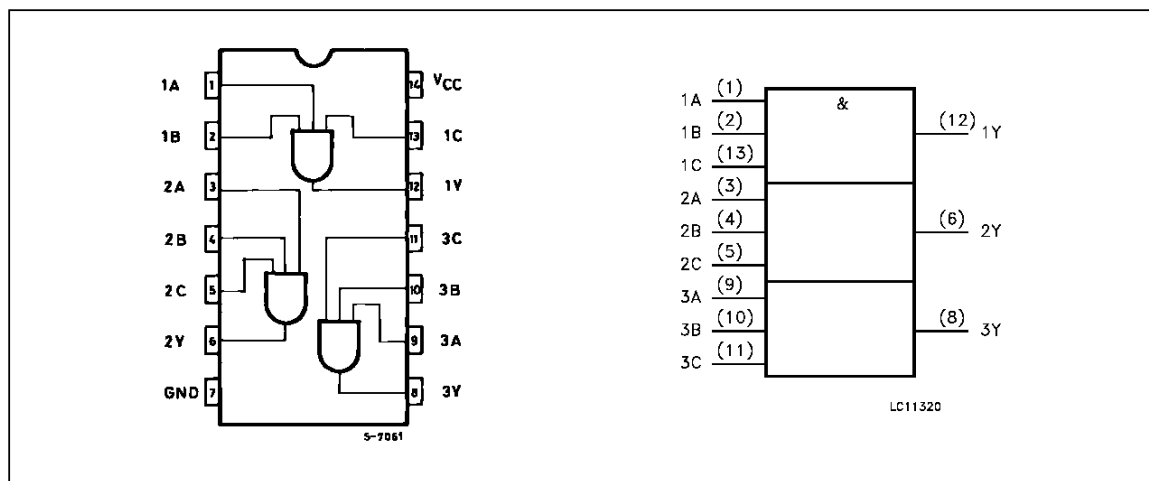 1A 1 14 VCC
1B 2 13 1C
2A 3 12 1Y
2B 4 11 3C
2C 5 10 3B
2Y 6 9 3A
GND 7 8 3Y
S-7061
&
1A (1)
1B (2)
1C (13)
2A (3)
2B (4)
2C (5)
3A (9)
3B (10)
3C (11)
(12) 1Y
(6) 2Y
(8) 3Y
LC11320